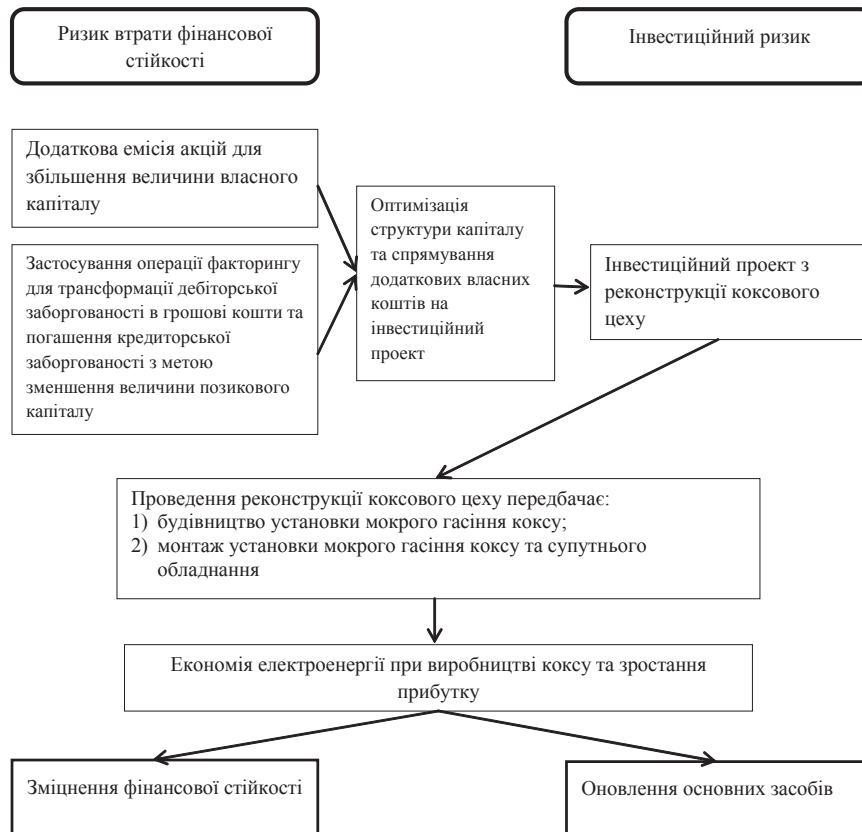 Ризик втрати фінансової
стійкості
Інвестиційний ризик
Додаткова емісія акцій для
збільшення величини власного
капіталу
Застосування операції факторингу
для трансформації дебіторської
заборгованості в грошові кошти та
погашення кредиторської
заборгованості з метою
зменшення величини позикового
капіталу
Оптимізація
структури капіталу
та спрямування
додаткових власних
коштів на
інвестиційний
проект
Інвестиційний проект з
реконструкції коксового
цеху
Проведення реконструкції коксового цеху передбачає:
1) будівництво установки мокрого гасіння коксу;
2) монтаж установки мокрого гасіння коксу та супутнього
обладнання
Економія електроенергії при виробництві коксу та зростання
прибутку
Зміцнення фінансової стійкості
Оновлення основних засобів